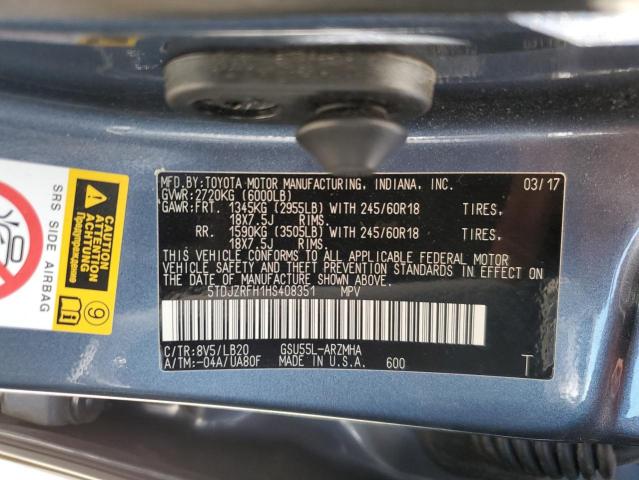 MFD.BY:TOYOTA MOTOR MANUFACTURING, INDIANA, INC. 03/17
GVWR:2720KG (6000LB)
GAWR:FRT. 1345KG (2955LB) WITH 245/60R18 TIRES,
18X7.5J RIMS,
RR. 1590KG (3505LB) WITH 245/60R18 TIRES,
18X7.5J RIMS.
THIS VEHICLE CONFORMS TO ALL APPLICABLE FEDERAL MOTOR
VEHICLE SAFETY AND THEFT PREVENTION STANDARDS IN EFFECT ON
THE DATE OF MANUFACTURE SHOWN ABOVE.
5TDJZRFH1HS408351 MPV
C/TR:8V5/LB20 GSU55L-ARZMHA
A/TM:-04A/UA80F MADE IN U.S.A. 600 T
SRS SIDE AIRBAG
CAUTION
ATTENTION
Предупреждение
9